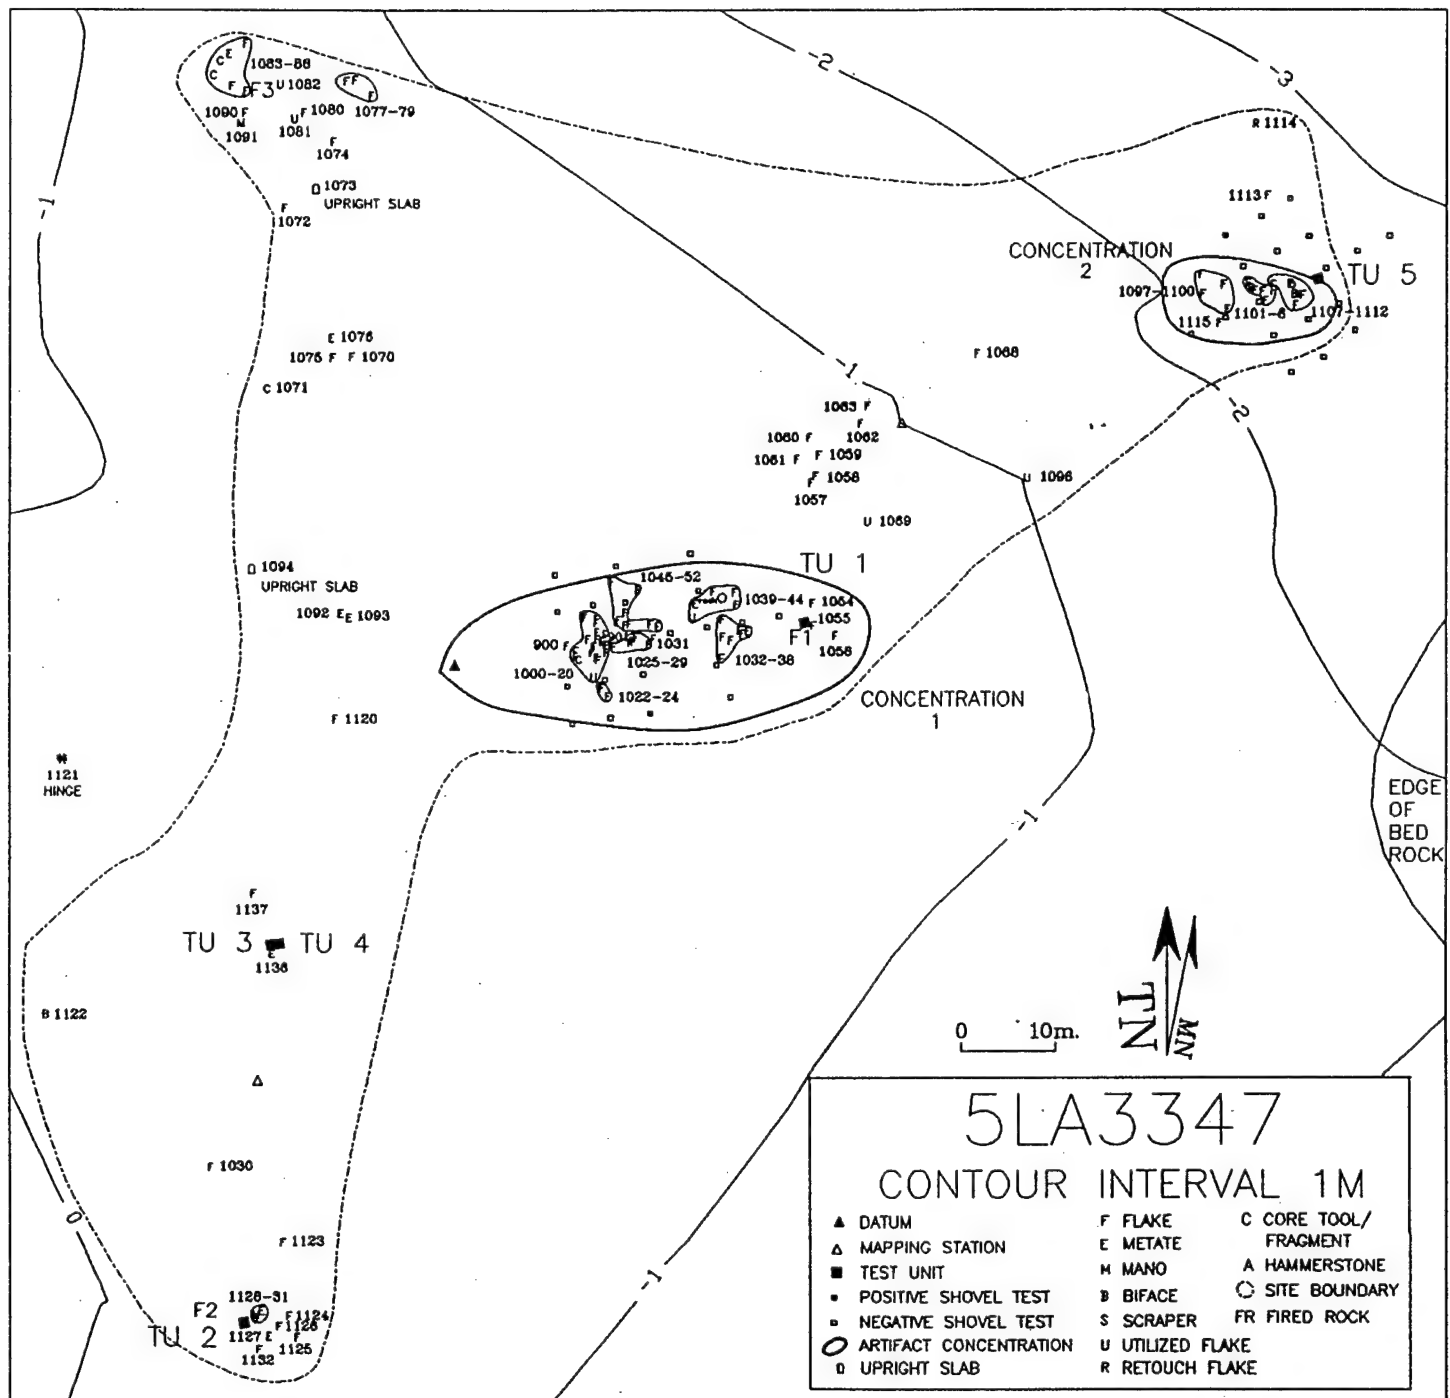 -2
-3
-1
1083-88
F3 U 1082
1077-79
1090 F
1091
1081
F 1080
1074
R 1114
1073
UPRIGHT SLAB
1072
1113 F
CONCENTRATION
2
TU 5
1097-1100
1101-6
1107-1112
1115 F
E 1076
1075 F F 1070
C 1071
F 1068
-1
-2
1063 F
1062
1060 F
F 1059
1061 F
F 1058
1057
U 1096
U 1069
TU 1
1094
UPRIGHT SLAB
1092 E
E 1093
1045-52
1039-44
F 1054
1055
F1
1056
900 F
1031
1025-29
1032-38
1000-20
1022-24
CONCENTRATION
1
F 1120
1121
HINGE
EDGE
OF
BED
ROCK
-1
F
1137
TU 3
TU 4
E
1136
B 1122
TN
MN
0 10m.
F 1030
0
F 1123
-1
1128-31
F2
F 1124
F 1126
TU 2
1127 E
1125
1132
5LA3347
CONTOUR INTERVAL 1M
DATUM
MAPPING STATION
TEST UNIT
POSITIVE SHOVEL TEST
NEGATIVE SHOVEL TEST
ARTIFACT CONCENTRATION
UPRIGHT SLAB
F FLAKE
E METATE
M MANO
B BIFACE
S SCRAPER
U UTILIZED FLAKE
R RETOUCH FLAKE
C CORE TOOL/
FRAGMENT
A HAMMERSTONE
SITE BOUNDARY
FR FIRED ROCK